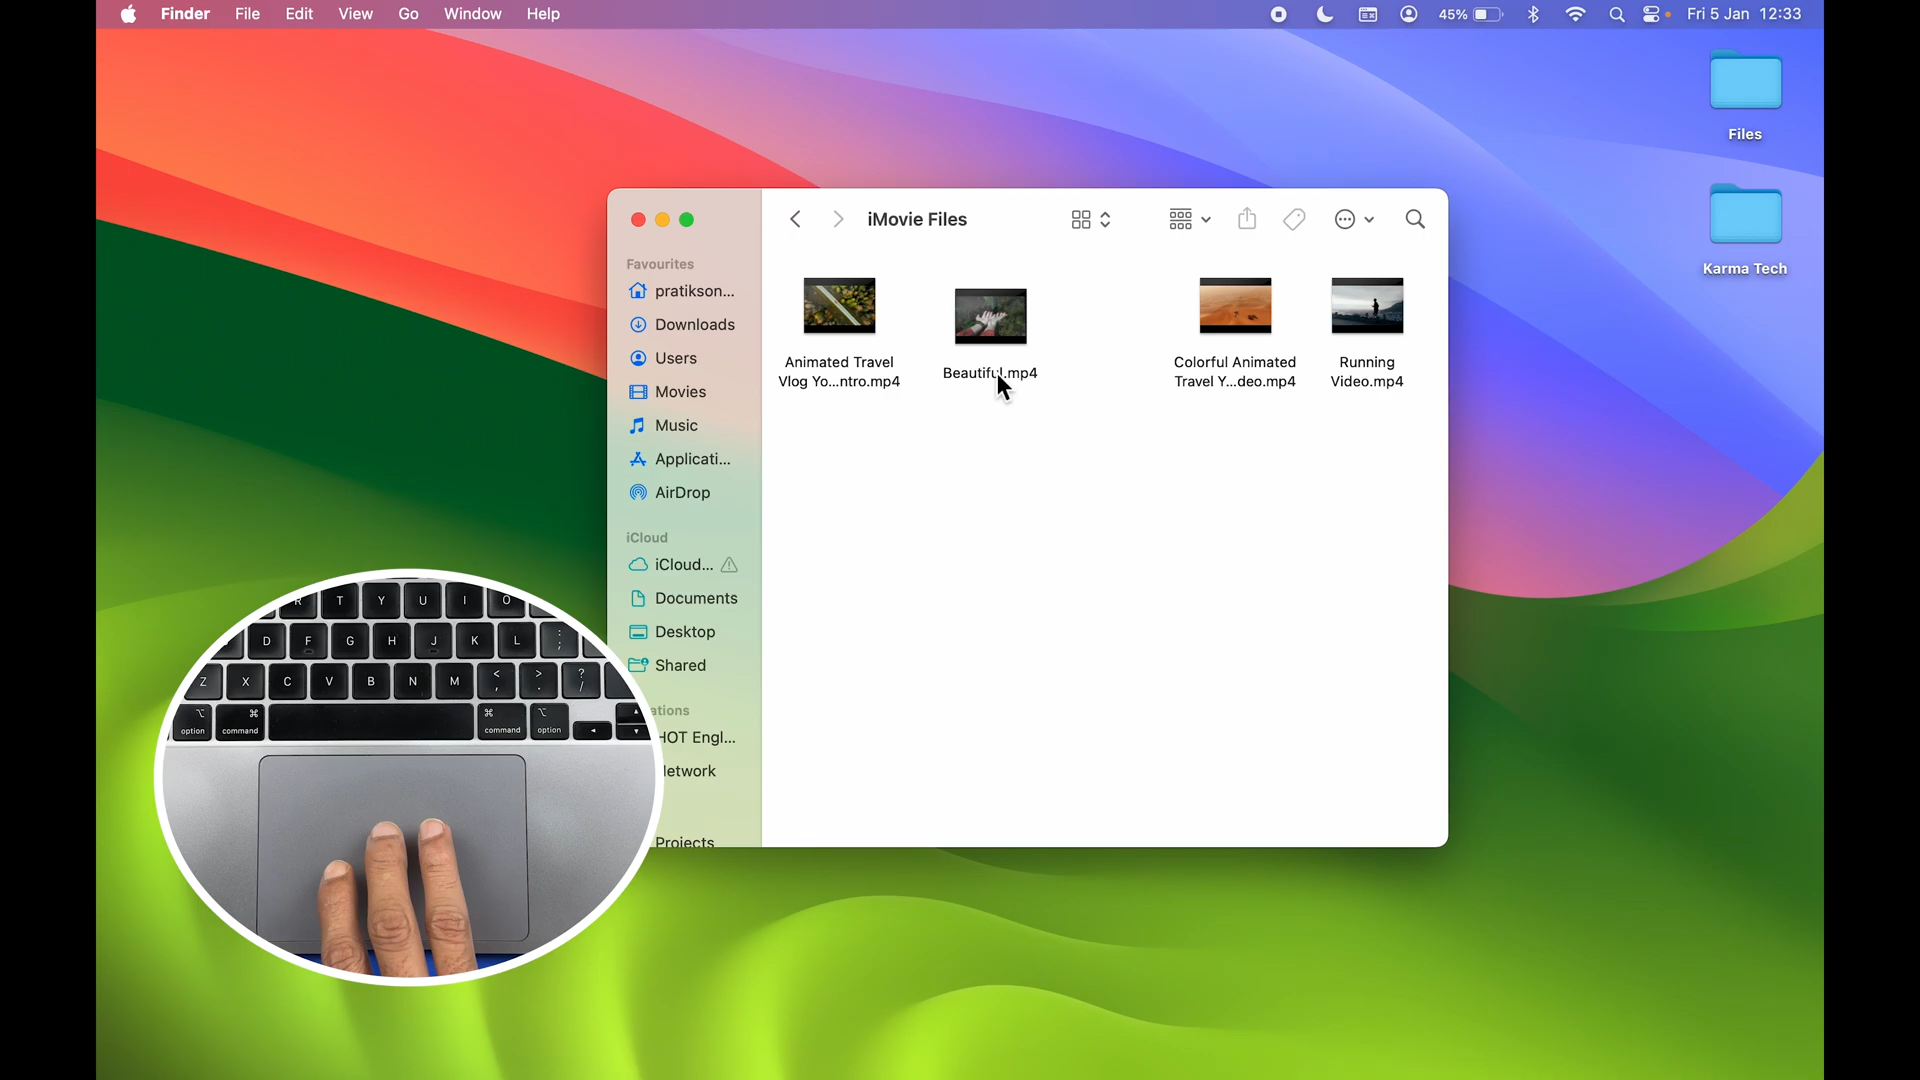 Finder File Edit View Go Window Help 45% Fri 5 Jan 12:33
Files
Karma Tech
iMovie Files
Favourites
pratikson...
Downloads
Users
Movies
Music
Applicati...
AirDrop
iCloud
iCloud...
Documents
Desktop
Shared
ations
HOT Engl...
etwork
Projects
Animated Travel
Vlog Yo...ntro.mp4
Beautiful.mp4
Colorful Animated
Travel Y...deo.mp4
Running
Video.mp4
R T Y U I O
D F G H J K L : ;
Z X C V B N M < , > . ? /
option command command option